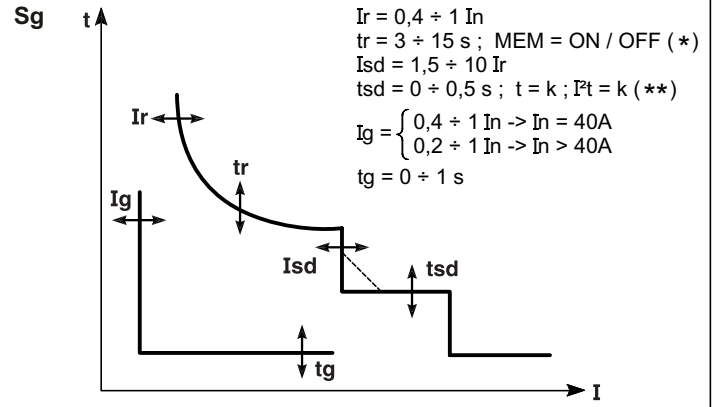 Sg
t
Ir = 0,4 ÷ 1 In
tr = 3 ÷ 15 s ; MEM = ON / OFF (*)
Isd = 1,5 ÷ 10 Ir
tsd = 0 ÷ 0,5 s ; t = k ; I²t = k (**)
Ig = { 0,4 ÷ 1 In -> In = 40A
0,2 ÷ 1 In -> In > 40A
tg = 0 ÷ 1 s
Ir
tr
Ig
Isd
tsd
tg
I